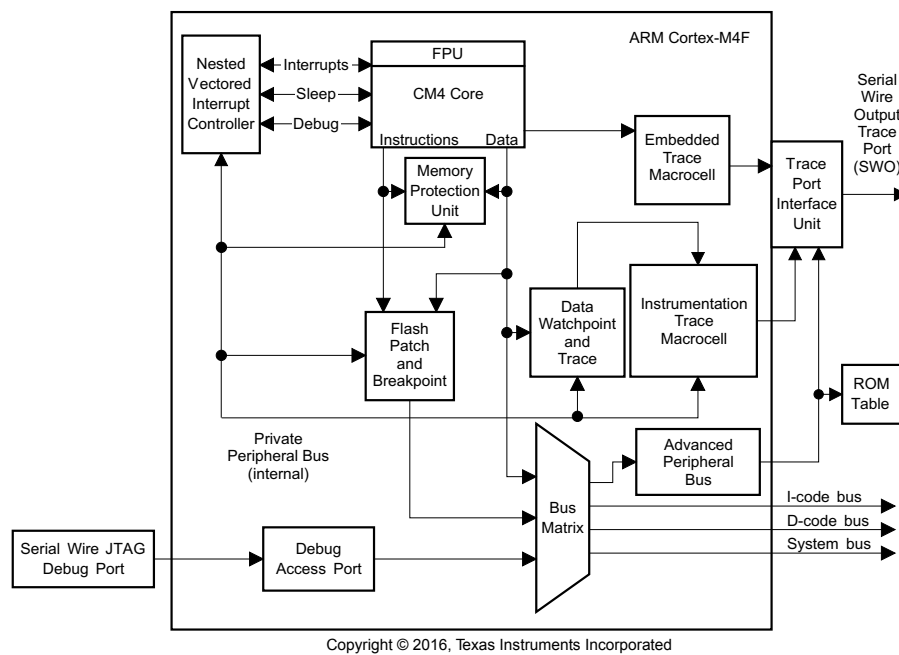 ARM Cortex-M4F
Nested
Vectored
Interrupt
Controller
Interrupts
Sleep
Debug
FPU
CM4 Core
Instructions
Data
Memory
Protection
Unit
Embedded
Trace
Macrocell
Trace
Port
Interface
Unit
Serial
Wire
Output
Trace
Port
(SWO)
Flash
Patch
and
Breakpoint
Data
Watchpoint
and
Trace
Instrumentation
Trace
Macrocell
ROM
Table
Private
Peripheral Bus
(internal)
Bus
Matrix
Advanced
Peripheral
Bus
I-code bus
D-code bus
System bus
Serial Wire JTAG
Debug Port
Debug
Access Port
Copyright © 2016, Texas Instruments Incorporated